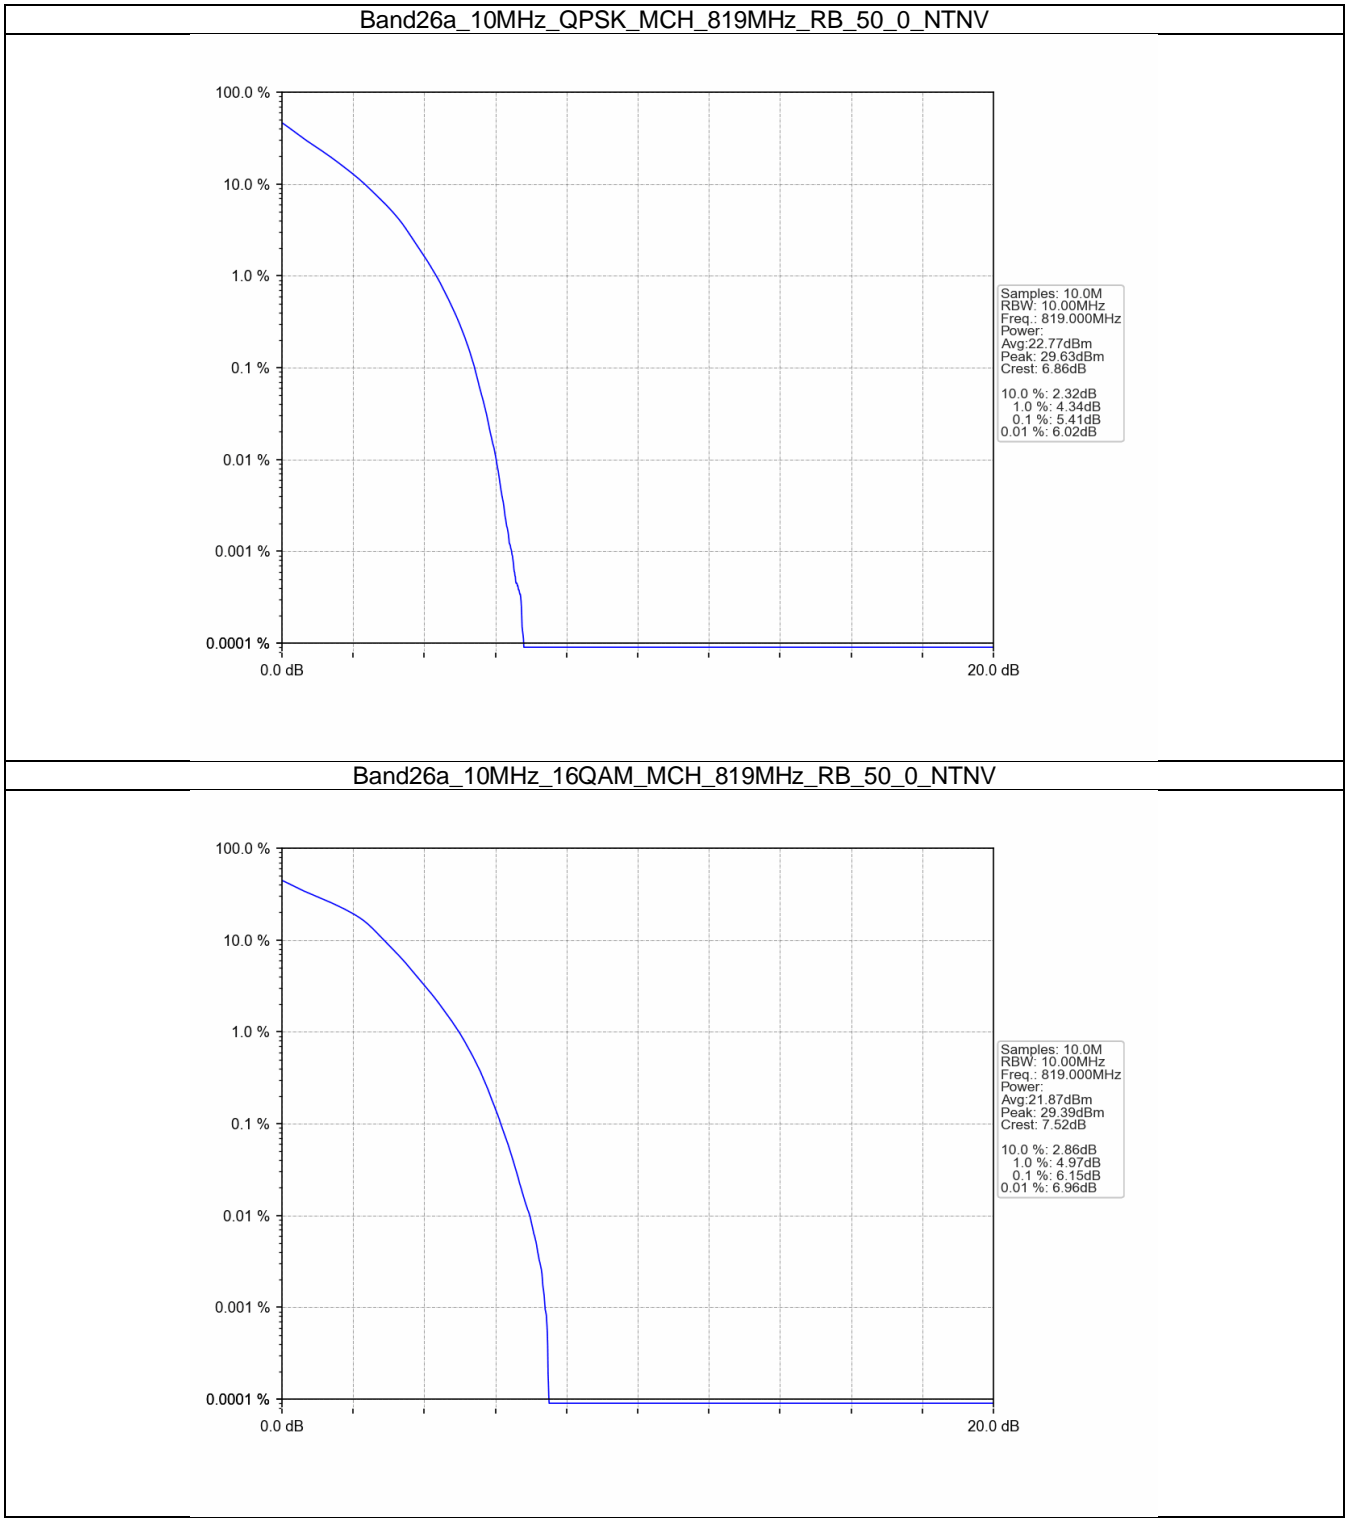 Band26a_10MHz_QPSK_MCH_819MHz_RB_50_0_NTNV
100.0 %
10.0 %
1.0 %
0.1 %
0.01 %
0.001 %
0.0001 %
0.0 dB
20.0 dB
Samples: 10.0M
RBW: 10.00MHz
Freq.: 819.000MHz
Power:
Avg:22.77dBm
Peak: 29.63dBm
Crest: 6.86dB
10.0 %: 2.32dB
1.0 %: 4.34dB
0.1 %: 5.41dB
0.01 %: 6.02dB
Band26a_10MHz_16QAM_MCH_819MHz_RB_50_0_NTNV
100.0 %
10.0 %
1.0 %
0.1 %
0.01 %
0.001 %
0.0001 %
0.0 dB
20.0 dB
Samples: 10.0M
RBW: 10.00MHz
Freq.: 819.000MHz
Power:
Avg:21.87dBm
Peak: 29.39dBm
Crest: 7.52dB
10.0 %: 2.86dB
1.0 %: 4.97dB
0.1 %: 6.15dB
0.01 %: 6.96dB